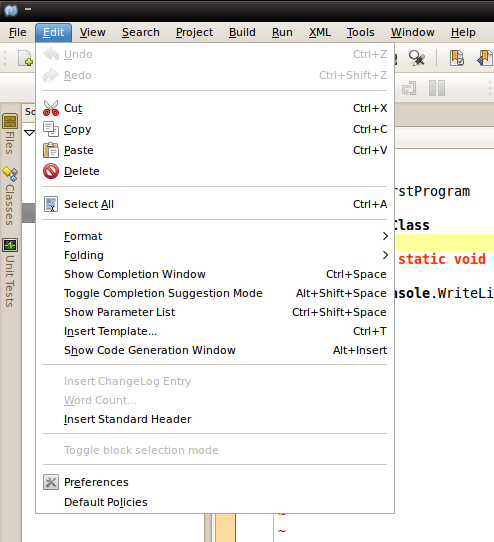 File Edit View Search Project Build Run XML Tools Window Help
Undo Ctrl+Z
Redo Ctrl+Shift+Z
Cut Ctrl+X
Copy Ctrl+C
Paste Ctrl+V
Delete
Select All Ctrl+A
Format
Folding
Show Completion Window Ctrl+Space
Toggle Completion Suggestion Mode Alt+Shift+Space
Show Parameter List Ctrl+Shift+Space
Insert Template... Ctrl+T
Show Code Generation Window Alt+Insert
Insert ChangeLog Entry
Word Count...
Insert Standard Header
Toggle block selection mode
Preferences
Default Policies
So
Files
Classes
Unit Tests
rstProgram
Class
static void
nsole.WriteLi
~
~